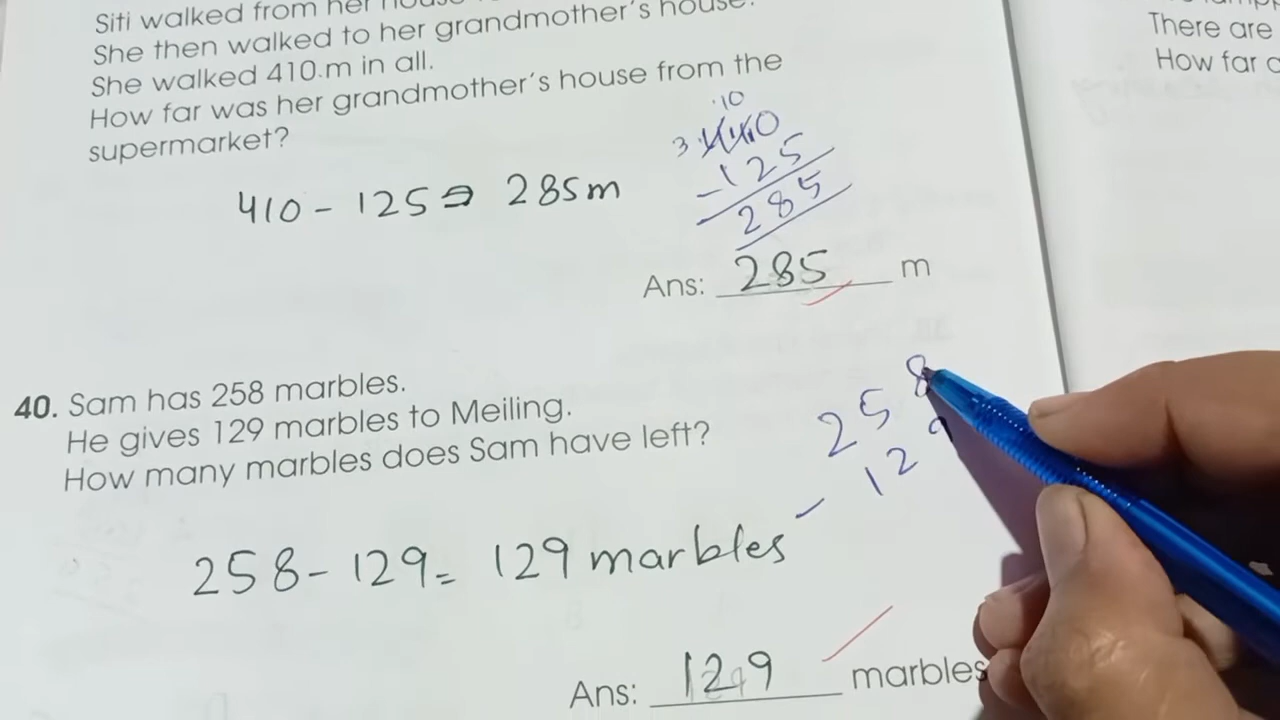 Siti walked from her
She then walked to her grandmother's house.
She walked 410 m in all.
How far was her grandmother's house from the
supermarket?
10
3 410
- 125
285
410 - 125 = 285m
Ans: 285 m
40. Sam has 258 marbles.
He gives 129 marbles to Meiling.
How many marbles does Sam have left?
258
- 129
258 - 129 = 129 marbles
Ans: 129 marbles
There are
How far